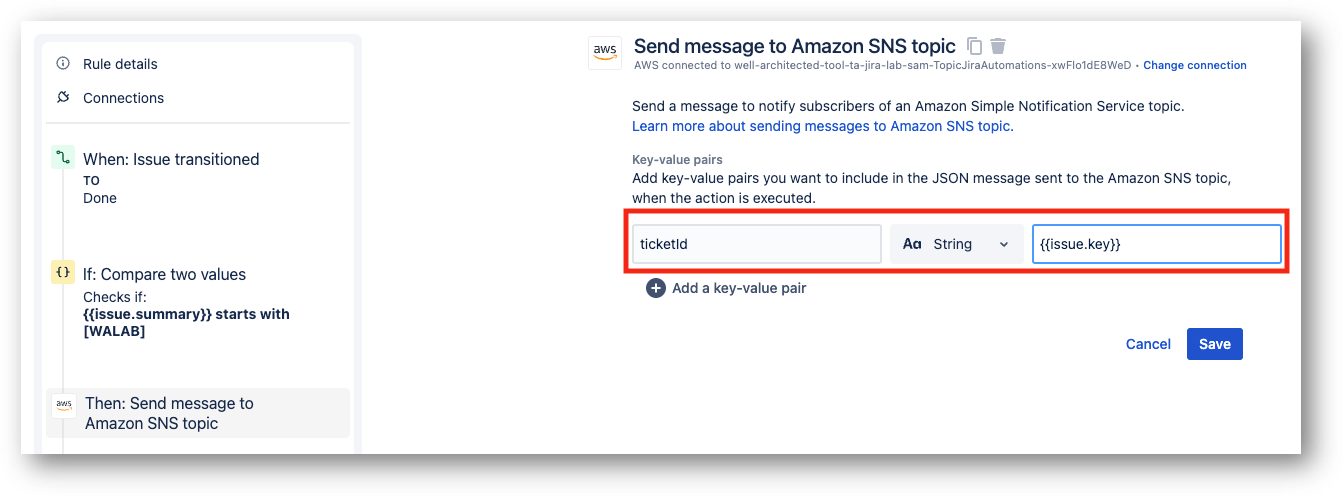 Rule details
Connections
When: Issue transitioned
TO
Done
{} If: Compare two values
Checks if:
{{issue.summary}} starts with
[WALAB]
aws Then: Send message to
Amazon SNS topic
aws Send message to Amazon SNS topic
AWS connected to well-architected-tool-ta-jira-lab-sam-TopicJiraAutomations-xwFlo1dE8WeD • Change connection
Send a message to notify subscribers of an Amazon Simple Notification Service topic.
Learn more about sending messages to Amazon SNS topic.
Key-value pairs
Add key-value pairs you want to include in the JSON message sent to the Amazon SNS topic,
when the action is executed.
ticketId Aa String {{issue.key}}
Add a key-value pair
Cancel Save